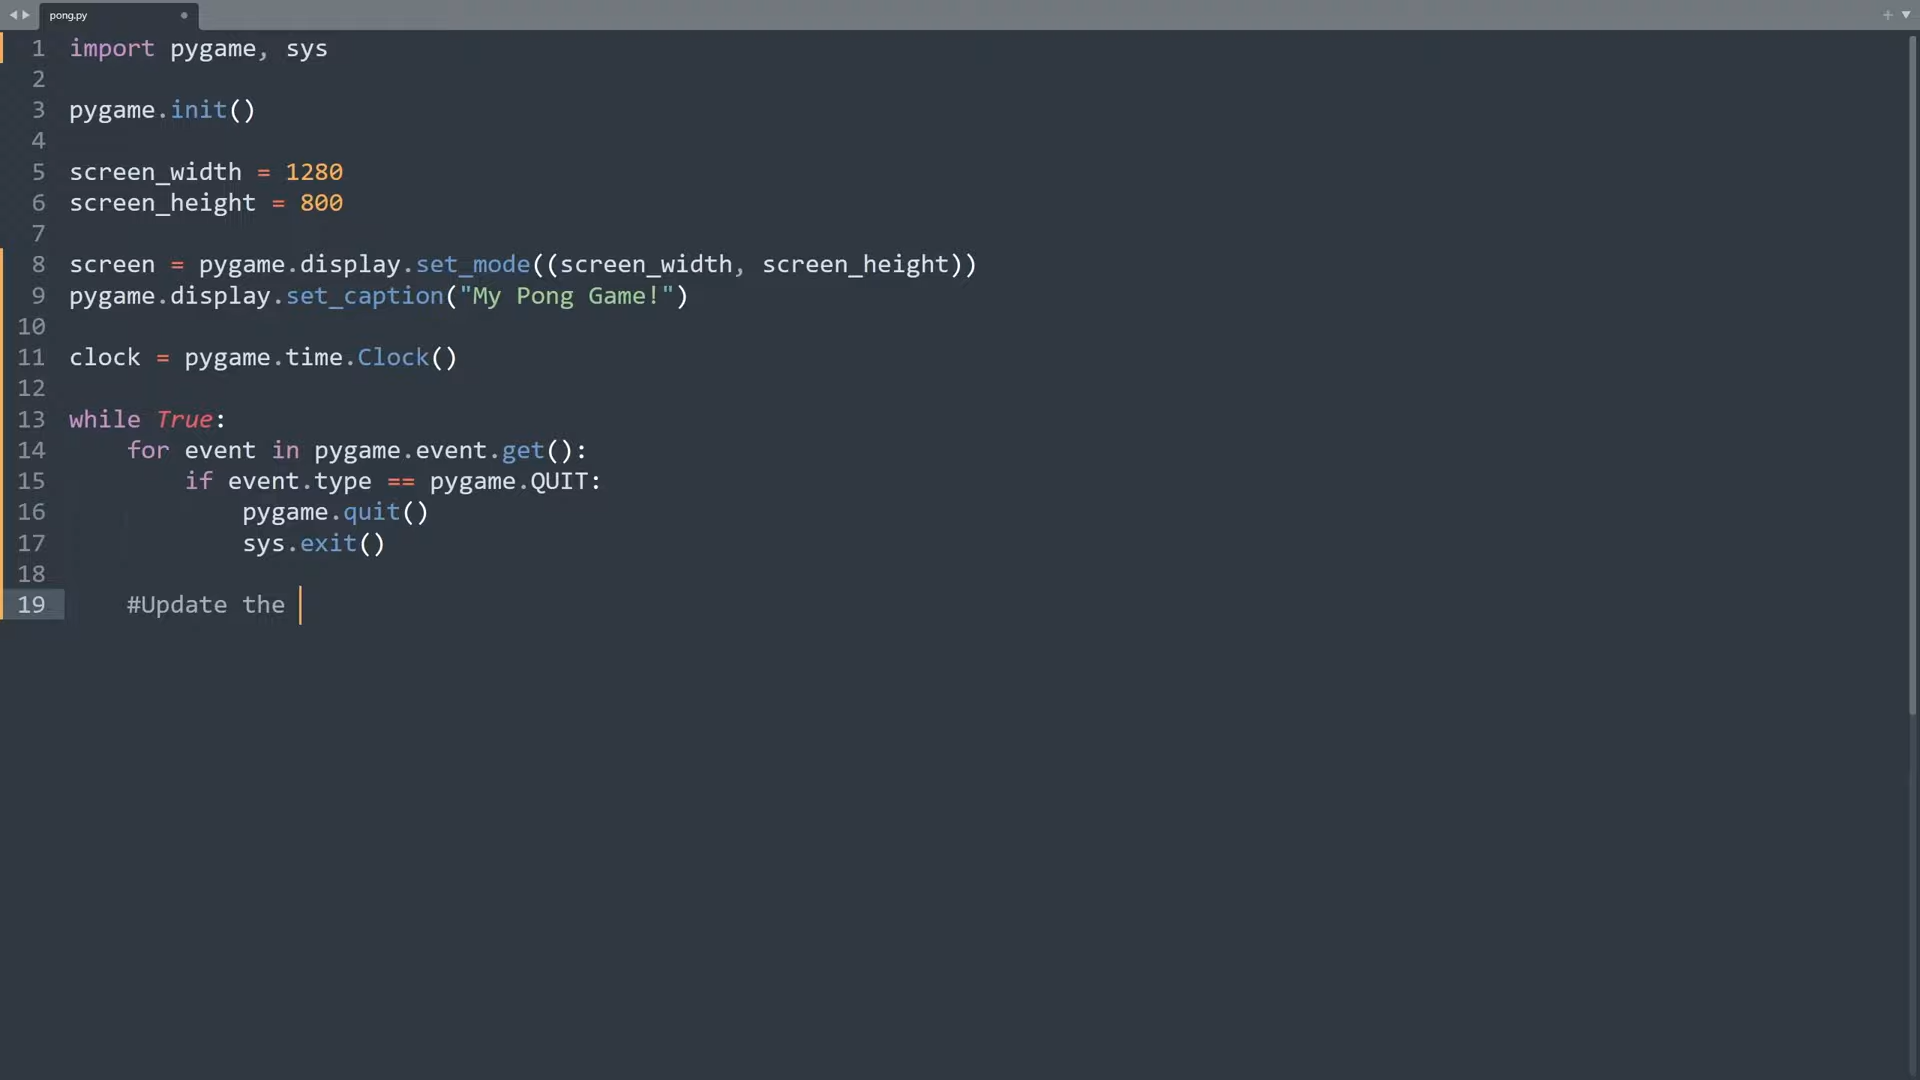 pong.py
1 import pygame, sys
2
3 pygame.init()
4
5 screen_width = 1280
6 screen_height = 800
7
8 screen = pygame.display.set_mode((screen_width, screen_height))
9 pygame.display.set_caption("My Pong Game!")
10
11 clock = pygame.time.Clock()
12
13 while True:
14     for event in pygame.event.get():
15         if event.type == pygame.QUIT:
16             pygame.quit()
17             sys.exit()
18
19     #Update the